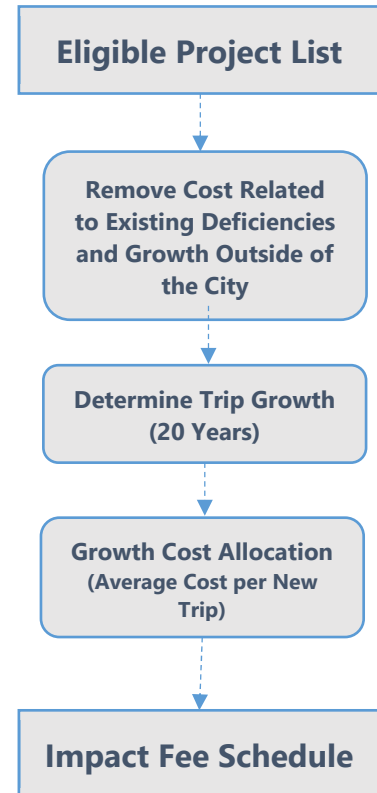 Eligible Project List
Remove Cost Related
to Existing Deficiencies
and Growth Outside of
the City
Determine Trip Growth
(20 Years)
Growth Cost Allocation
(Average Cost per New
Trip)
Impact Fee Schedule